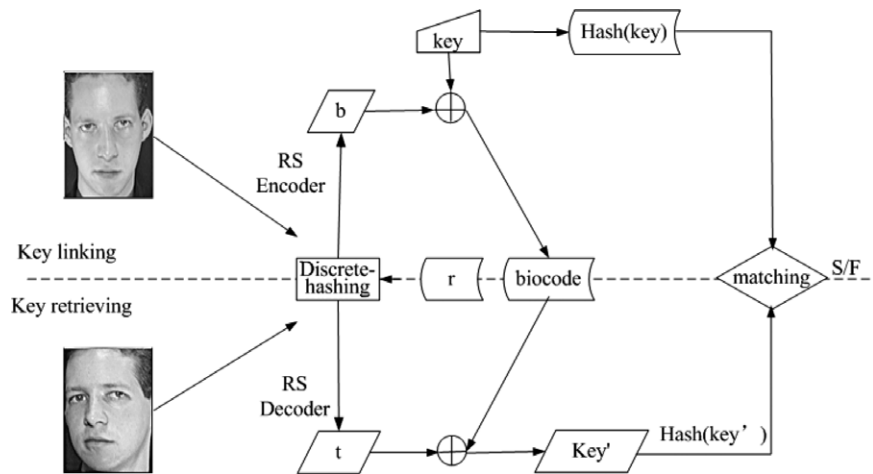 key
Hash(key)
b
RS
Encoder
Key linking
Discrete-
hashing
r
biocode
matching
S/F
Key retrieving
RS
Decoder
t
Key'
Hash(key’)